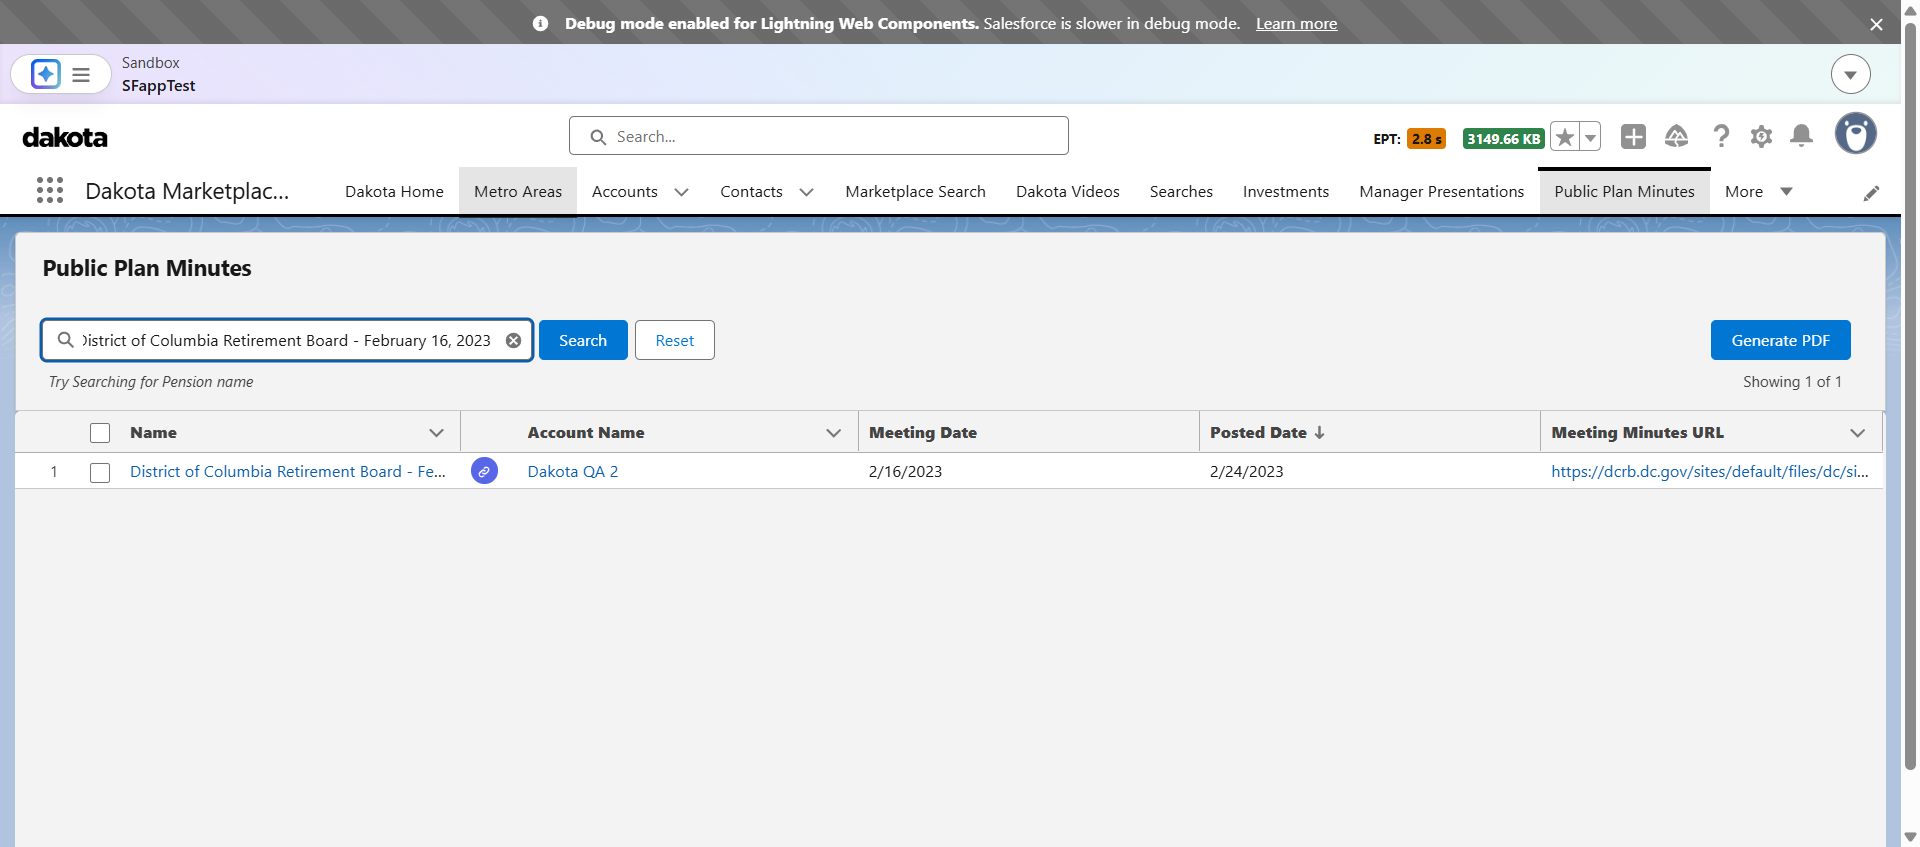 Debug mode enabled for Lightning Web Components. Salesforce is slower in debug mode. Learn more
Sandbox
SFappTest
dakota
Search...
EPT: 2.8 s 3149.66 KB
Dakota Marketplac... Dakota Home Metro Areas Accounts Contacts Marketplace Search Dakota Videos Searches Investments Manager Presentations Public Plan Minutes More
Public Plan Minutes
District of Columbia Retirement Board - February 16, 2023 Search Reset Generate PDF
Try Searching for Pension name Showing 1 of 1
Name Account Name Meeting Date Posted Date Meeting Minutes URL
1 District of Columbia Retirement Board - Fe... Dakota QA 2 2/16/2023 2/24/2023 https://dcrb.dc.gov/sites/default/files/dc/si...